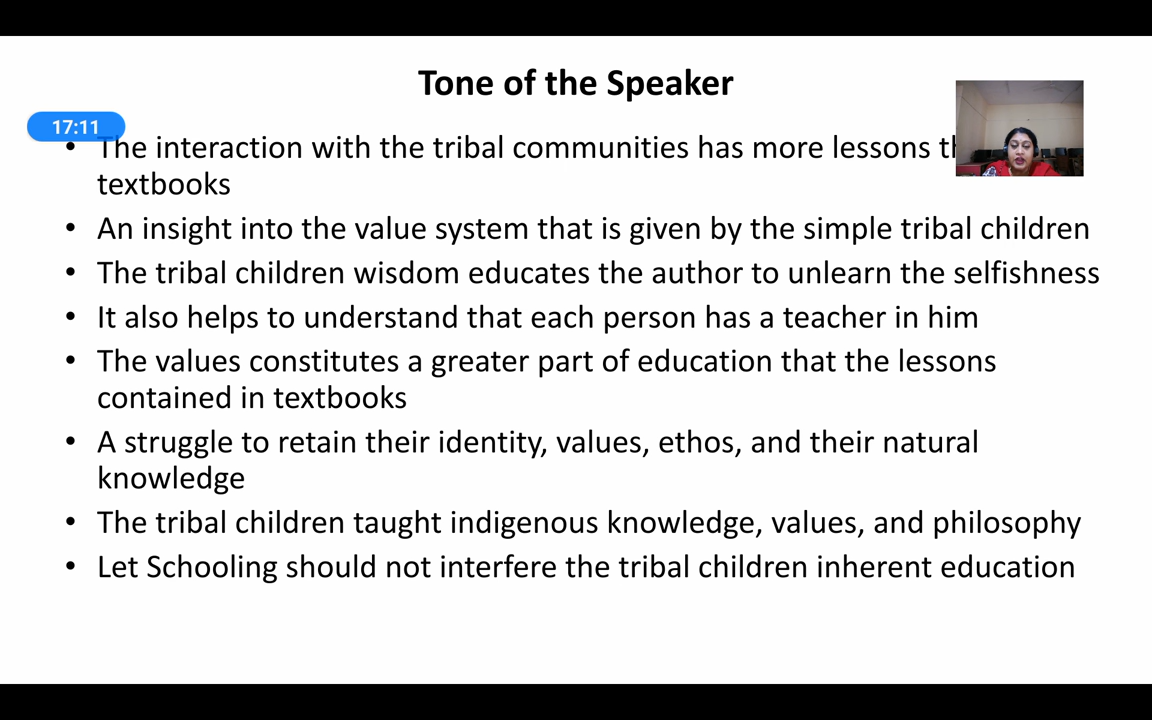 Tone of the Speaker
17:11
• The interaction with the tribal communities has more lessons
textbooks
• An insight into the value system that is given by the simple tribal children
• The tribal children wisdom educates the author to unlearn the selfishness
• It also helps to understand that each person has a teacher in him
• The values constitutes a greater part of education that the lessons
contained in textbooks
• A struggle to retain their identity, values, ethos, and their natural
knowledge
• The tribal children taught indigenous knowledge, values, and philosophy
• Let Schooling should not interfere the tribal children inherent education